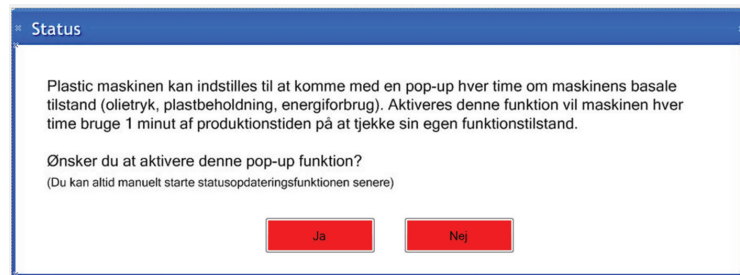 Status
Plastic maskinen kan indstilles til at komme med en pop-up hver time om maskinens basale
tilstand (olietryk, plastbeholdning, energiforbrug). Aktiveres denne funktion vil maskinen hver
time bruge 1 minut af produktionstiden på at tjekke sin egen funktionstilstand.
Ønsker du at aktivere denne pop-up funktion?
(Du kan altid manuelt starte statusopdateringsfunktionen senere)
Ja
Nej